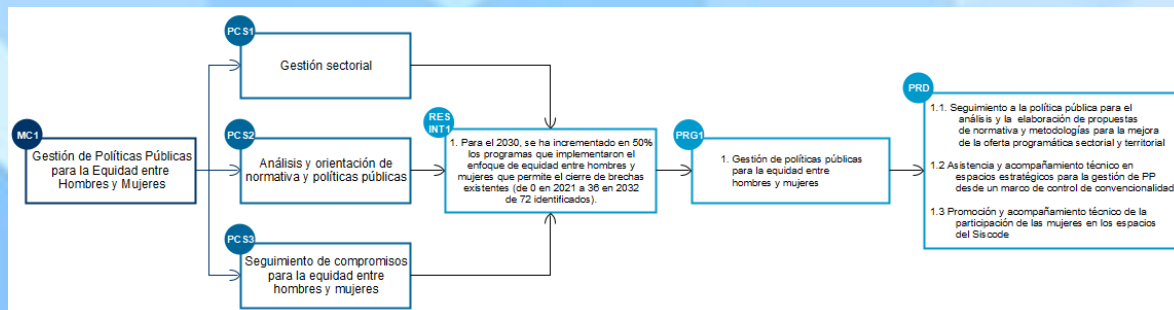 MC1
Gestión de Políticas Públicas
para la Equidad entre
Hombres y Mujeres
PCS1
Gestión sectorial
PCS2
Análisis y orientación de
normativa y políticas públicas
PCS3
Seguimiento de compromisos
para la equidad entre
hombres y mujeres
RES
INT1
1. Para el 2030, se ha incrementado en 50%
los programas que implementaron el
enfoque de equidad entre hombres y
mujeres que permite el cierre de brechas
existentes (de 0 en 2021 a 36 en 2032
de 72 identificados).
PRG1
1. Gestión de políticas públicas
para la equidad entre
hombres y mujeres
PRD
1.1. Seguimiento a la política pública para el
análisis y la elaboración de propuestas
de normativa y metodologías para la mejora
de la oferta programática sectorial y territorial
1.2 Asistencia y acompañamiento técnico en
espacios estratégicos para la gestión de PP
desde un marco de control de convencionalidad
1.3 Promoción y acompañamiento técnico de la
participación de las mujeres en los espacios
del Siscode